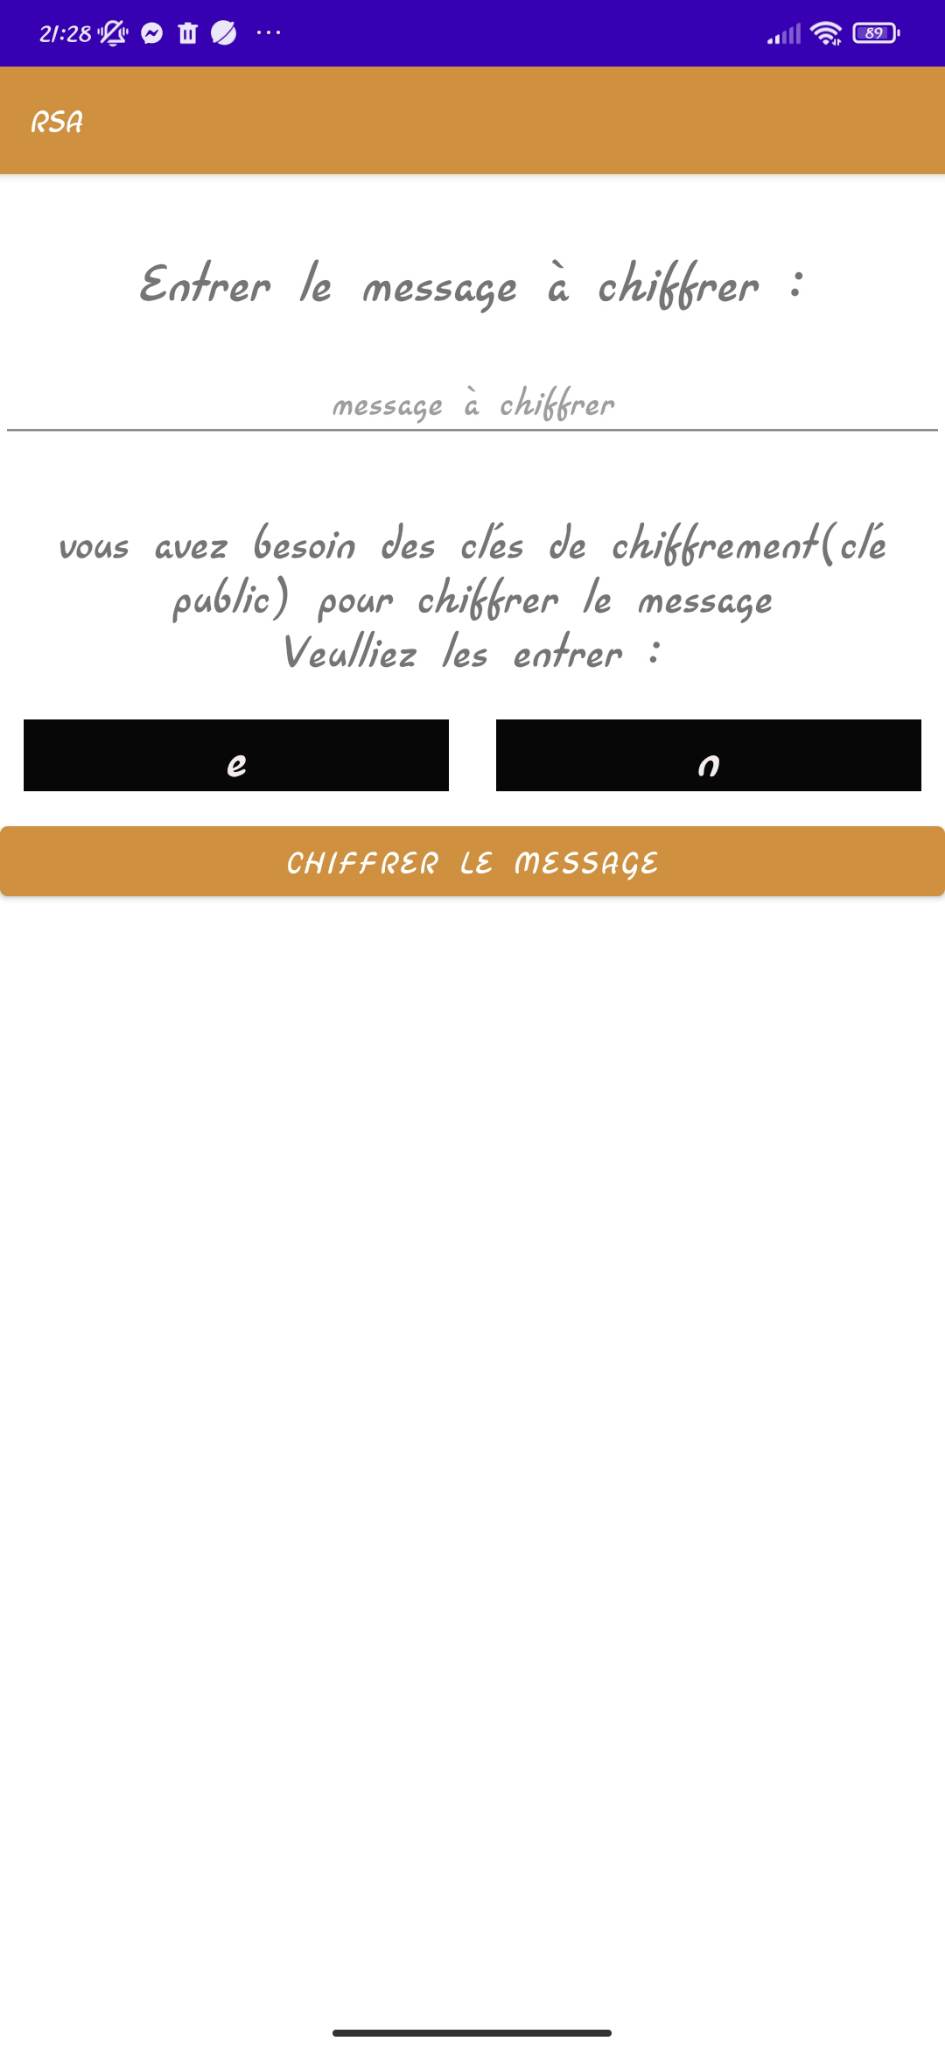 21:28 ... 89
RSA
Entrer le message à chiffrer :
message à chiffrer
vous avez besoin des clés de chiffrement(clé
public) pour chiffrer le message
Veulliez les entrer :
e n
CHIFFRER LE MESSAGE